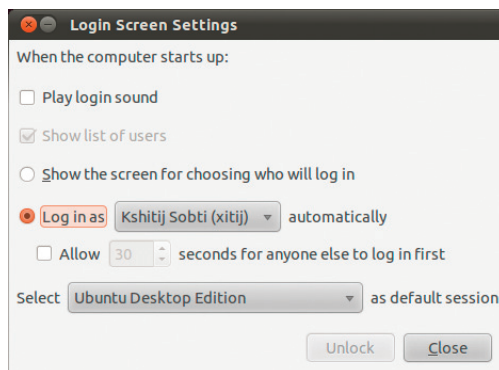 Login Screen Settings
When the computer starts up:
Play login sound
Show list of users
Show the screen for choosing who will log in
Log in as Kshitij Sobti (xitij) automatically
Allow 30 seconds for anyone else to log in first
Select Ubuntu Desktop Edition as default session
Unlock Close